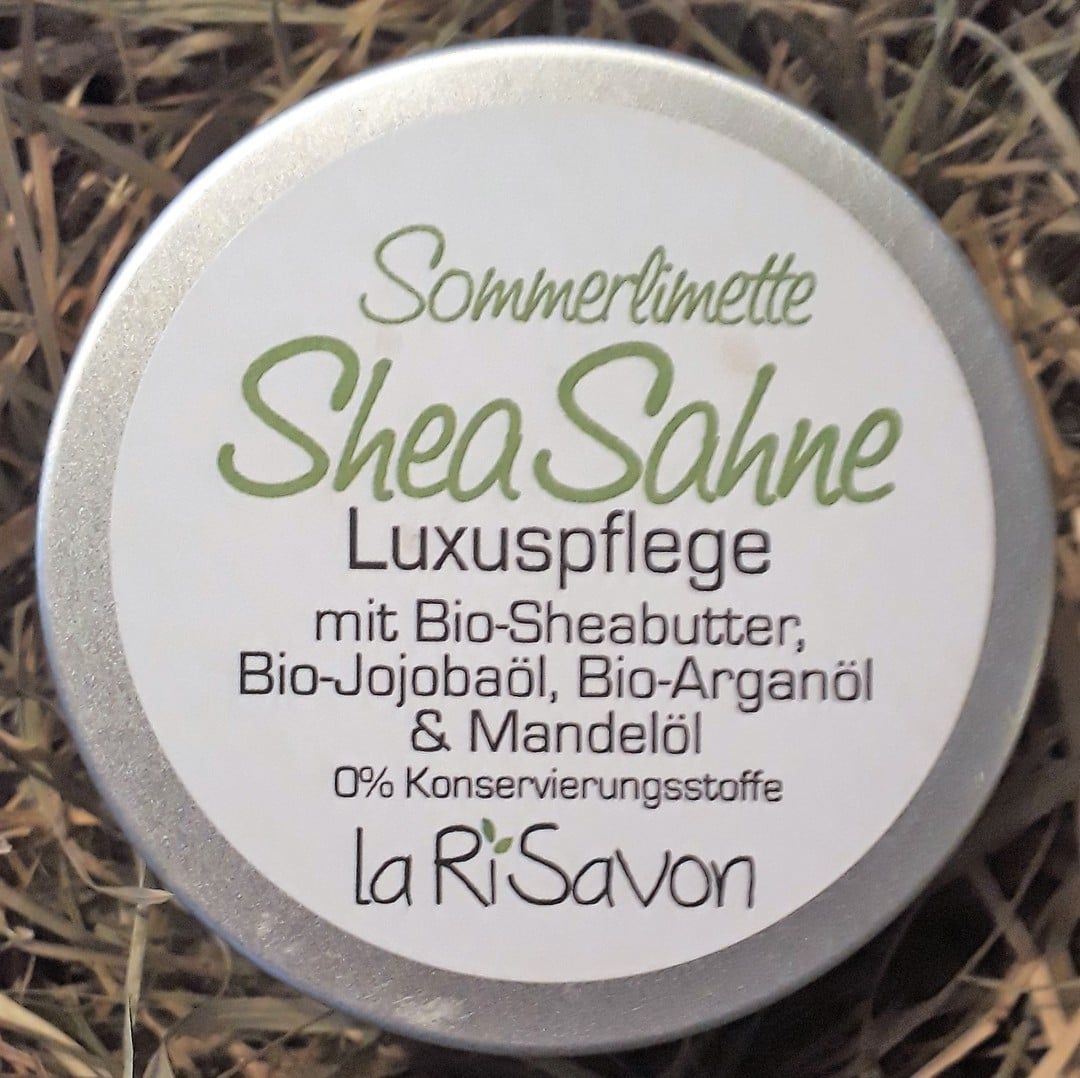 Sommerlimette
SheaSahne
Luxuspflege
mit Bio-Sheabutter,
Bio-Jojobaöl, Bio-Arganöl
& Mandelöl
0% Konservierungsstoffe
la RiSavon